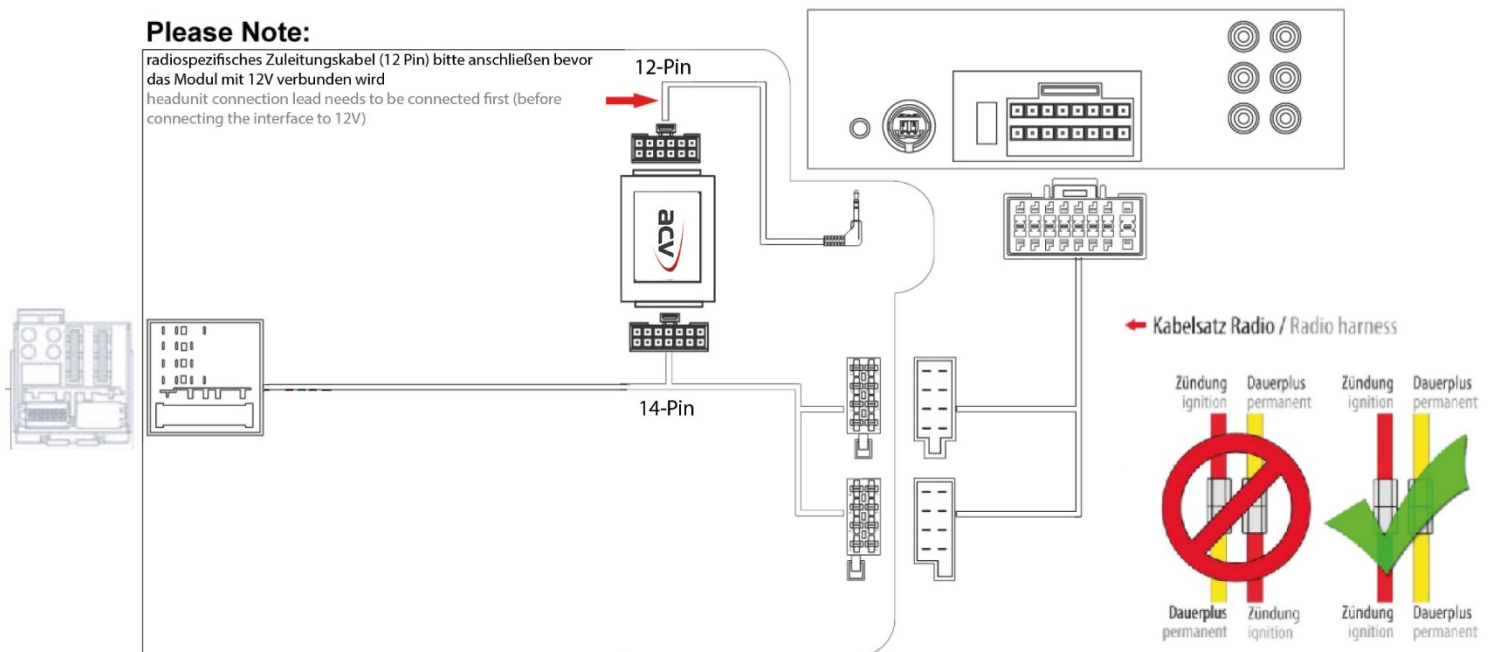 Please Note:
radiospezifisches Zuleitungskabel (12 Pin) bitte anschließen bevor
das Modul mit 12V verbunden wird
headunit connection lead needs to be connected first (before
connecting the interface to 12V)
12-Pin
acv
14-Pin
Kabelsatz Radio / Radio harness
Zündung Dauerplus Zündung Dauerplus
ignition permanent ignition permanent
Dauerplus Zündung Zündung Dauerplus
permanent ignition ignition permanent